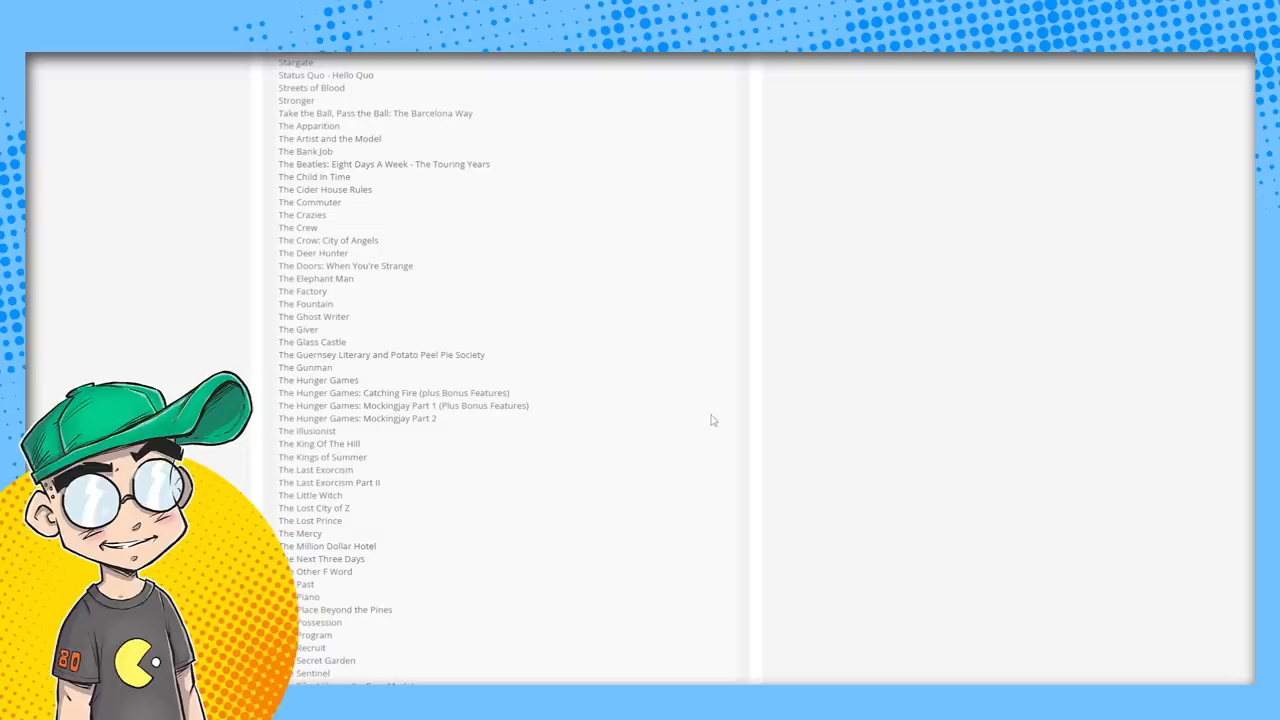 Stargate
Status Quo - Hello Quo
Streets of Blood
Stronger
Take the Ball, Pass the Ball: The Barcelona Way
The Apparition
The Artist and the Model
The Bank Job
The Beatles: Eight Days A Week - The Touring Years
The Child In Time
The Cider House Rules
The Commuter
The Crazies
The Crew
The Crow: City of Angels
The Deer Hunter
The Doors: When You're Strange
The Elephant Man
The Factory
The Fountain
The Ghost Writer
The Giver
The Glass Castle
The Guernsey Literary and Potato Peel Pie Society
The Gunman
The Hunger Games
The Hunger Games: Catching Fire (plus Bonus Features)
The Hunger Games: Mockingjay Part 1 (Plus Bonus Features)
The Hunger Games: Mockingjay Part 2
The Illusionist
The King Of The Hill
The Kings of Summer
The Last Exorcism
The Last Exorcism Part II
The Little Witch
The Lost City of Z
The Lost Prince
The Mercy
The Million Dollar Hotel
e Next Three Days
e Other F Word
Past
Piano
Place Beyond the Pines
Possession
Program
Recruit
Secret Garden
Sentinel
80